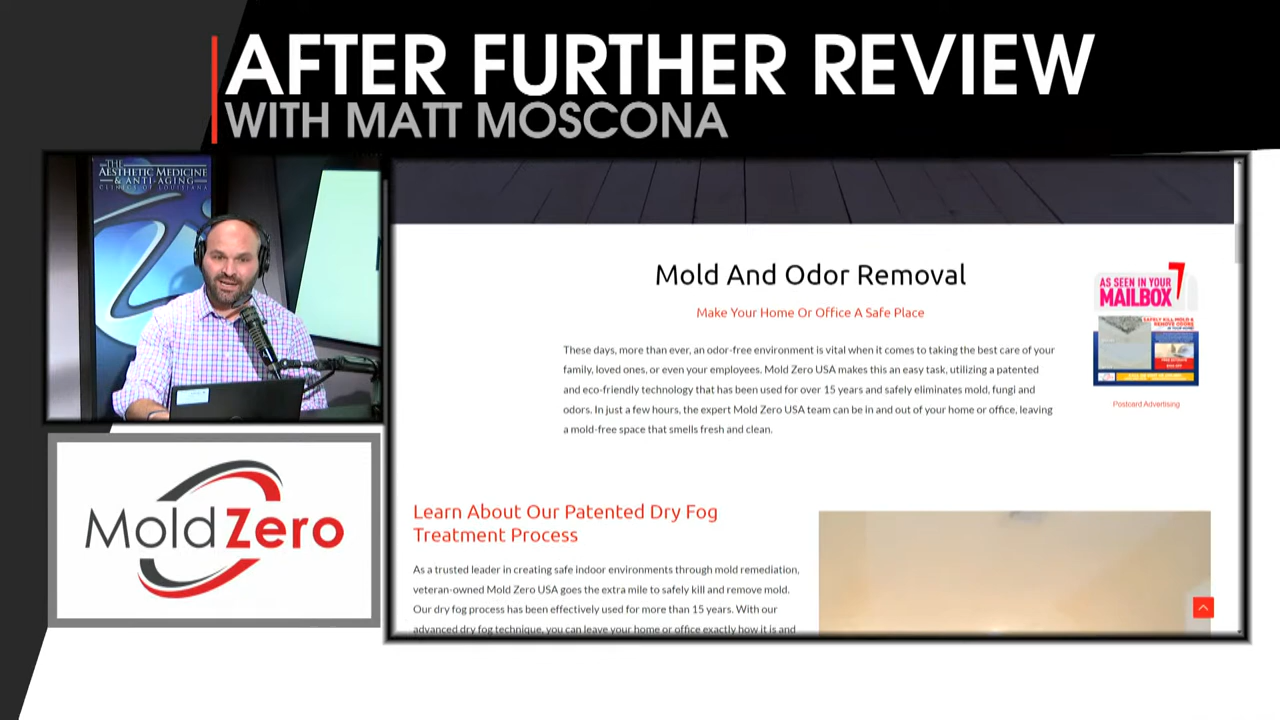 AFTER FURTHER REVIEW
WITH MATT MOSCONA
THE
AESTHETIC MEDICINE
& ANTI-AGING
CLINICS OF LOUISIANA
Mold And Odor Removal
Make Your Home Or Office A Safe Place
These days, more than ever, an odor-free environment is vital when it comes to taking the best care of your
family, loved ones, or even your employees. Mold Zero USA makes this an easy task, utilizing a patented
and eco-friendly technology that has been used for over 15 years and safely eliminates mold, fungi and
odors. In just a few hours, the expert Mold Zero USA team can be in and out of your home or office, leaving
a mold-free space that smells fresh and clean.
AS SEEN IN YOUR
MAILBOX
SAFELY KILL MOLD &
REMOVE ODORS
Postcard Advertising
MoldZero
Learn About Our Patented Dry Fog
Treatment Process
As a trusted leader in creating safe indoor environments through mold remediation,
veteran-owned Mold Zero USA goes the extra mile to safely kill and remove mold.
Our dry fog process has been effectively used for more than 15 years. With our
advanced dry fog technique, you can leave your home or office exactly how it is and